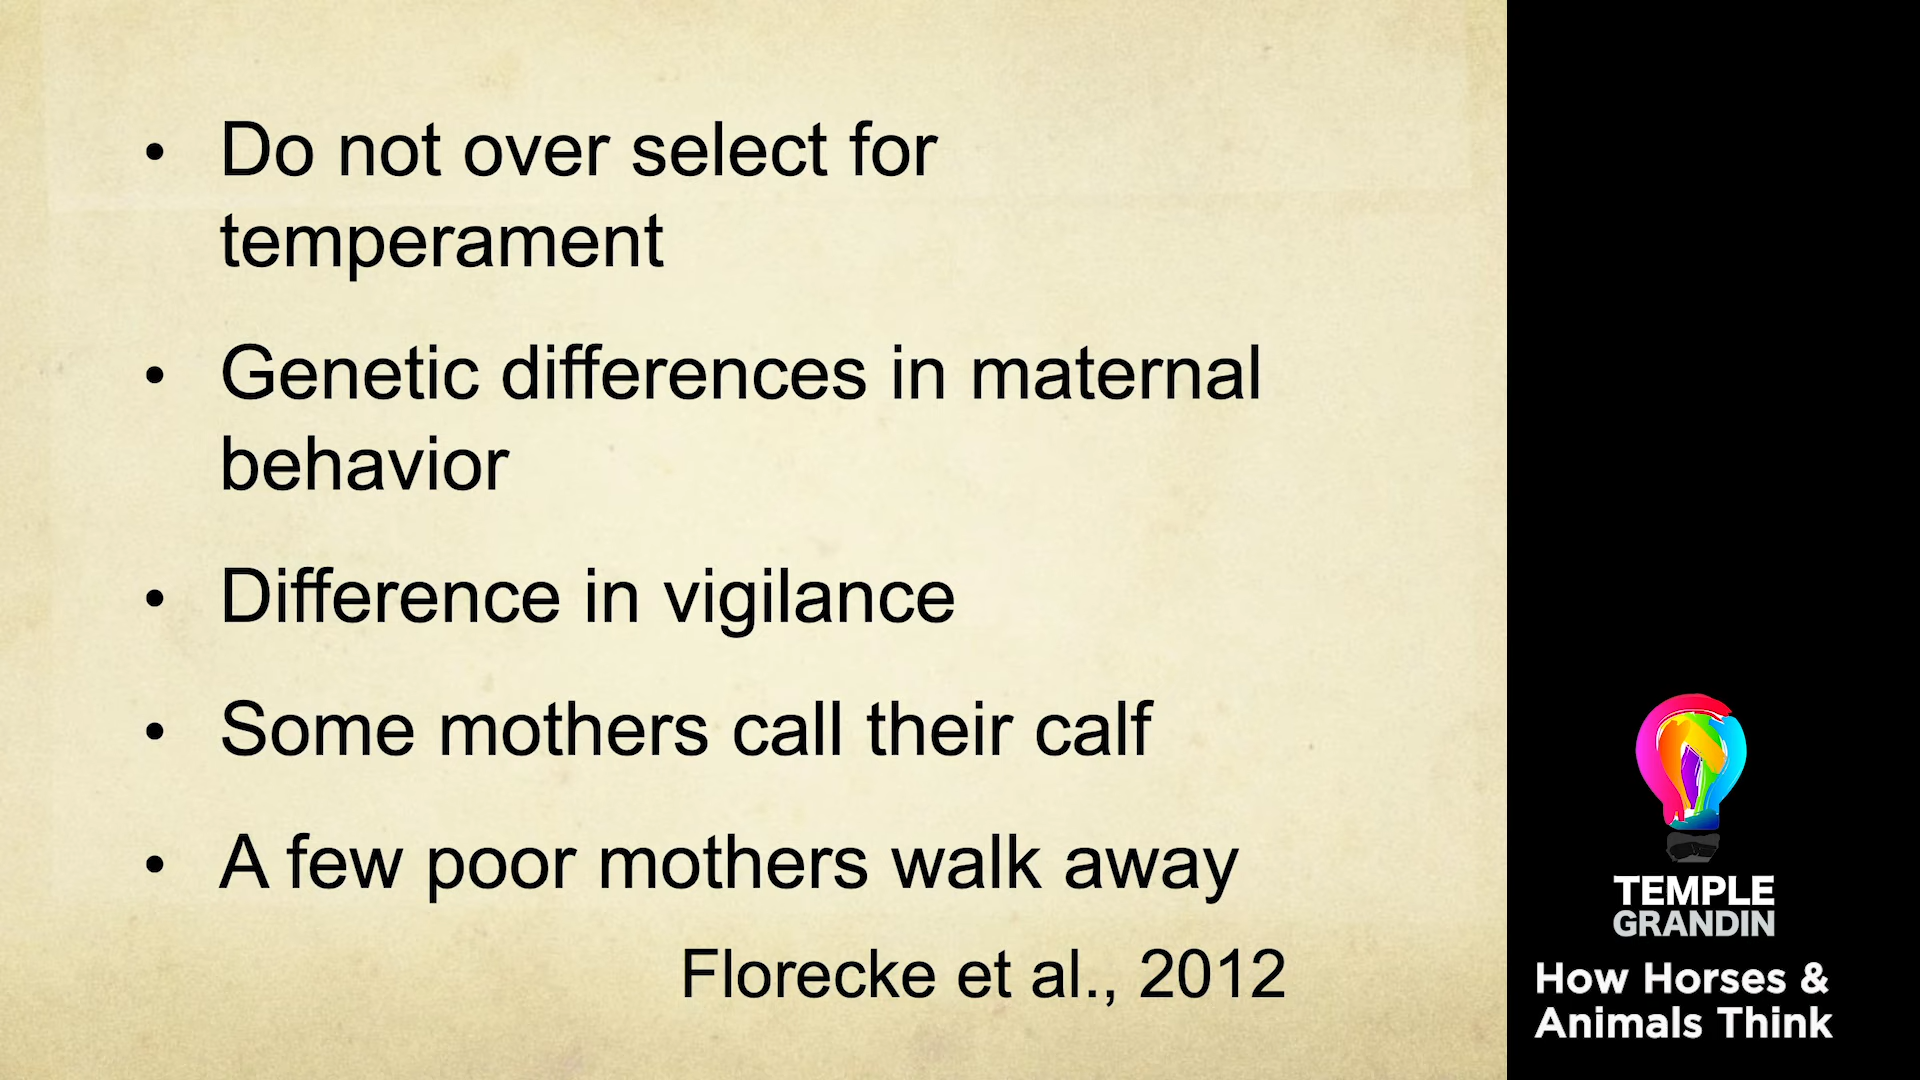 • Do not over select for
temperament
• Genetic differences in maternal
behavior
• Difference in vigilance
• Some mothers call their calf
• A few poor mothers walk away
Florecke et al., 2012
TEMPLE
GRANDIN
How Horses &
Animals Think